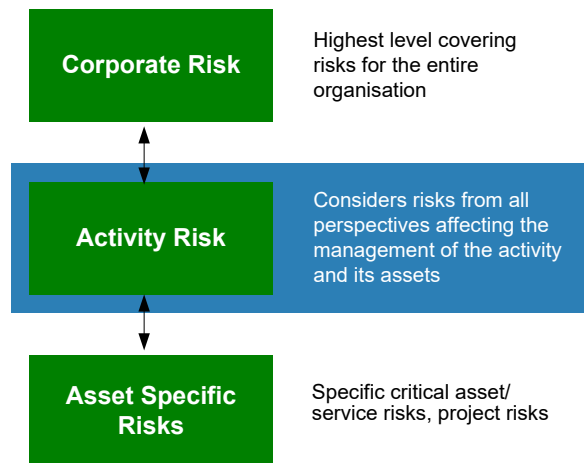 Corporate Risk
Highest level covering
risks for the entire
organisation
Activity Risk
Considers risks from all
perspectives affecting the
management of the activity
and its assets
Asset Specific
Risks
Specific critical asset/
service risks, project risks